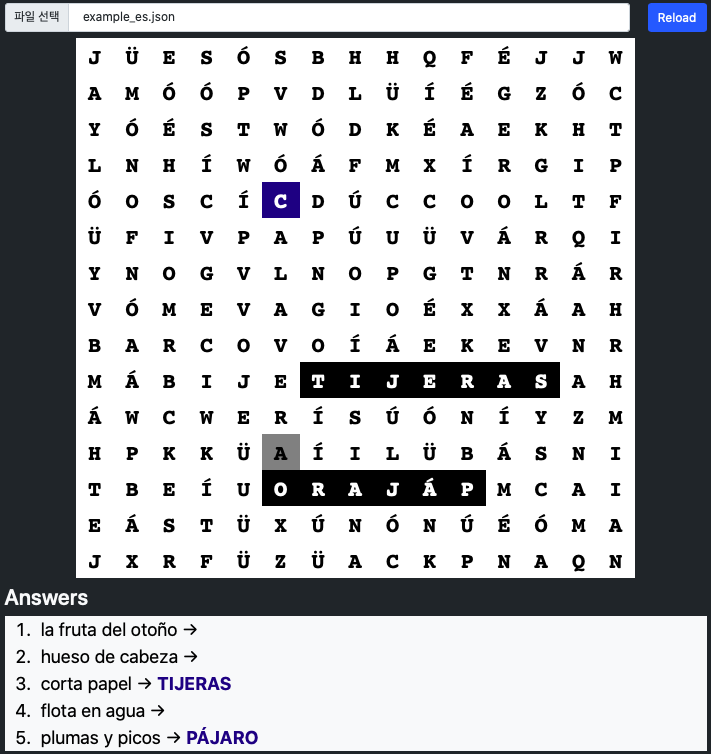 파일 선택 example_es.json Reload
J Ü E S Ó S B H H Q F É J J W
A M Ó Ó P V D L Ü Í É G Z Ó C
Y Ó É S T W Ó D K É A E K H T
L N H Í W Ó Á F M X Í R G I P
Ó O S C Í C D Ú C C O O L T F
Ü F I V P A P Ú U Ü V Á R Q I
Y N O G V L N O P G T N R Á R
V Ó M E V A G I O É X X Á A H
B A R C O V O Í Á E K E V N R
M Á B I J E T I J E R A S A H
Á W C W E R Í S Ú Ó N Í Y Z M
H P K K Ü A Í I L Ü B Á S N I
T B E Í U O R A J Á P M C A I
E Á S T Ü X Ú N Ó N Ú É Ó M A
J X R F Ü Z Ü A C K P N A Q N
Answers
1. la fruta del otoño →
2. hueso de cabeza →
3. corta papel → TIJERAS
4. flota en agua →
5. plumas y picos → PÁJARO